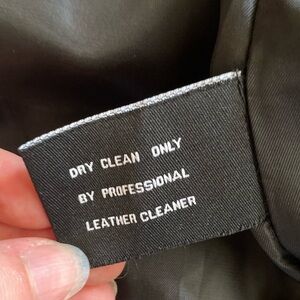 DRY CLEAN ONLY
BY PROFESSIONAL
LEATHER CLEANER